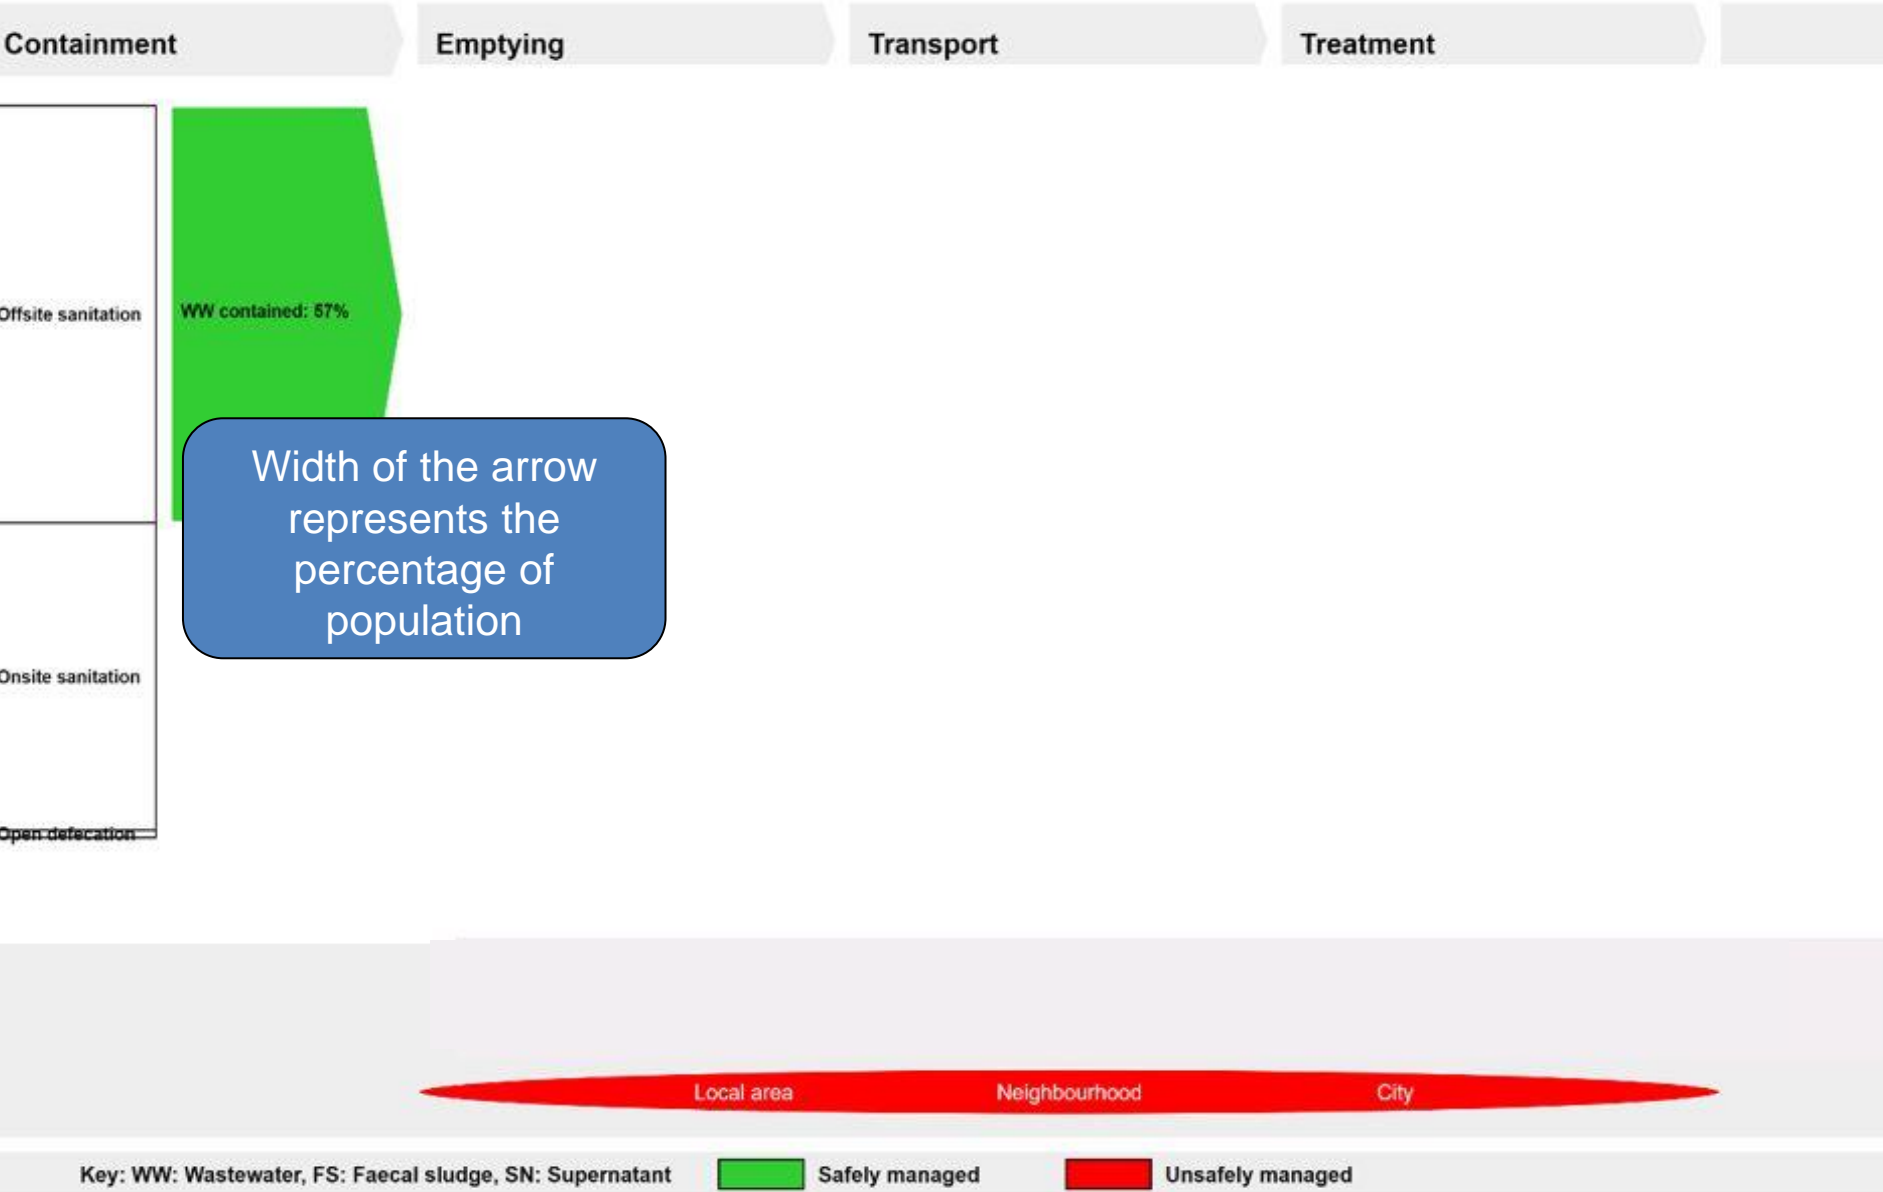 Containment
Emptying
Transport
Treatment
Offsite sanitation
WW contained: 57%
Width of the arrow
represents the
percentage of
population
Onsite sanitation
Open defecation
Local area
Neighbourhood
City
Key: WW: Wastewater, FS: Faecal sludge, SN: Supernatant
Safely managed
Unsafely managed